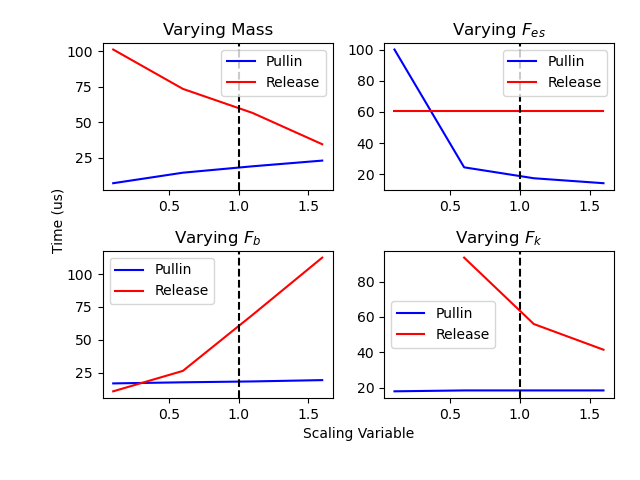 Varying Mass
100
75
50
25
0.5 1.0 1.5
Pullin
Release
Varying F_es
100
80
60
40
20
0.5 1.0 1.5
Pullin
Release
Time (us)
Varying F_b
100
75
50
25
0.5 1.0 1.5
Pullin
Release
Varying F_k
80
60
40
20
0.5 1.0 1.5
Pullin
Release
Scaling Variable